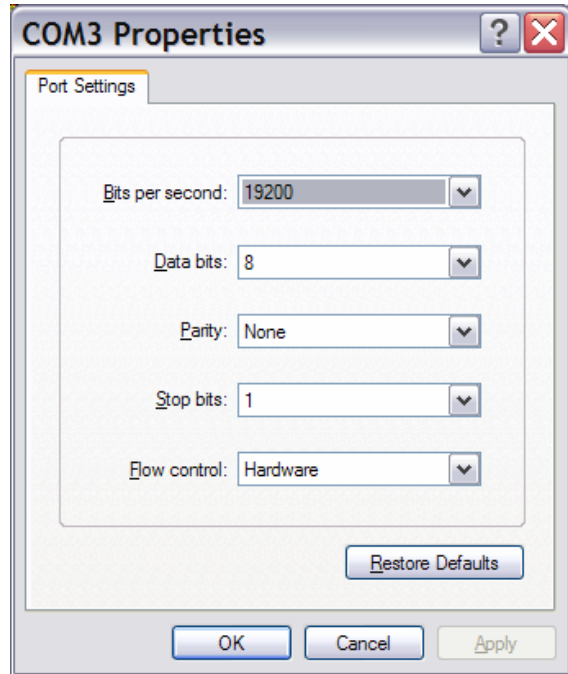 COM3 Properties
Port Settings
Bits per second: 19200
Data bits: 8
Parity: None
Stop bits: 1
Flow control: Hardware
Restore Defaults
OK Cancel Apply